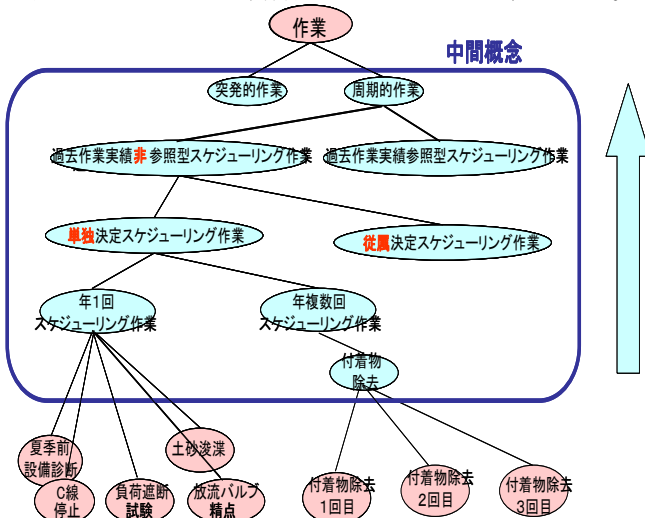 作業
中間概念
突発的作業
周期的作業
過去作業実績非参照型スケジューリング作業
過去作業実績参照型スケジューリング作業
単独決定スケジューリング作業
従属決定スケジューリング作業
年1回
スケジューリング作業
年複数回
スケジューリング作業
付着物
除去
夏季前
設備診断
土砂浚渫
C線
停止
負荷遮断
試験
放流バルブ
精点
付着物除去
1回目
付着物除去
2回目
付着物除去
3回目